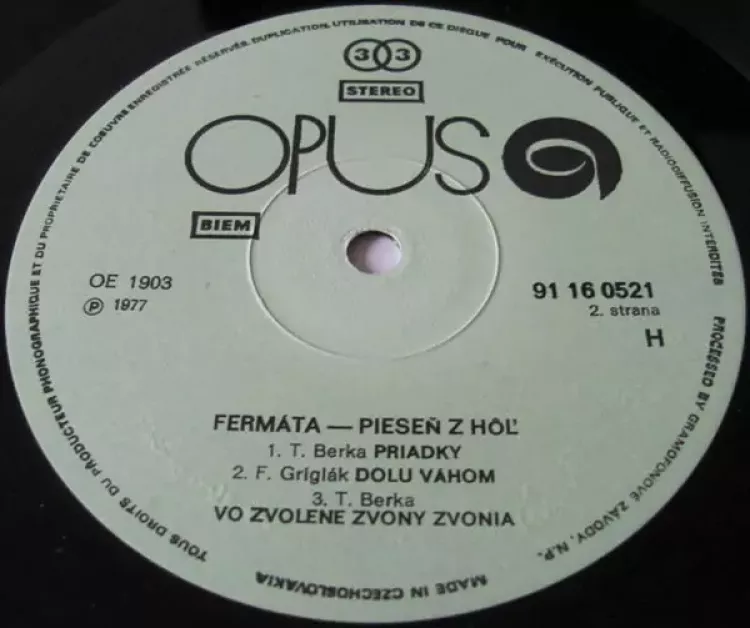 TOUS DROITS DU PRODUCTEUR PHONOGRAPHIQUE ET DU PROPRIETAIRE DE L'OEUVRE ENREGISTRÉE RÉSERVÉS. DUPLICATION, UTILISATION DE CE DISQUE POUR EXÉCUTION PUBLIQUE ET RADIODIFFUSION INTERDITES
33
STEREO
OPUS
BIEM
OE 1903
Ⓟ 1977
91 16 0521
2. strana
H
FERMÁTA — PIESEŇ Z HÔĽ
1. T. Berka PRIADKY
2. F. Griglák DOLU VÁHOM
3. T. Berka
VO ZVOLENE ZVONY ZVONIA
PROCESSED BY GRAMOFONOVÉ ZÁVODY, N.P.
MADE IN CZECHOSLOVAKIA